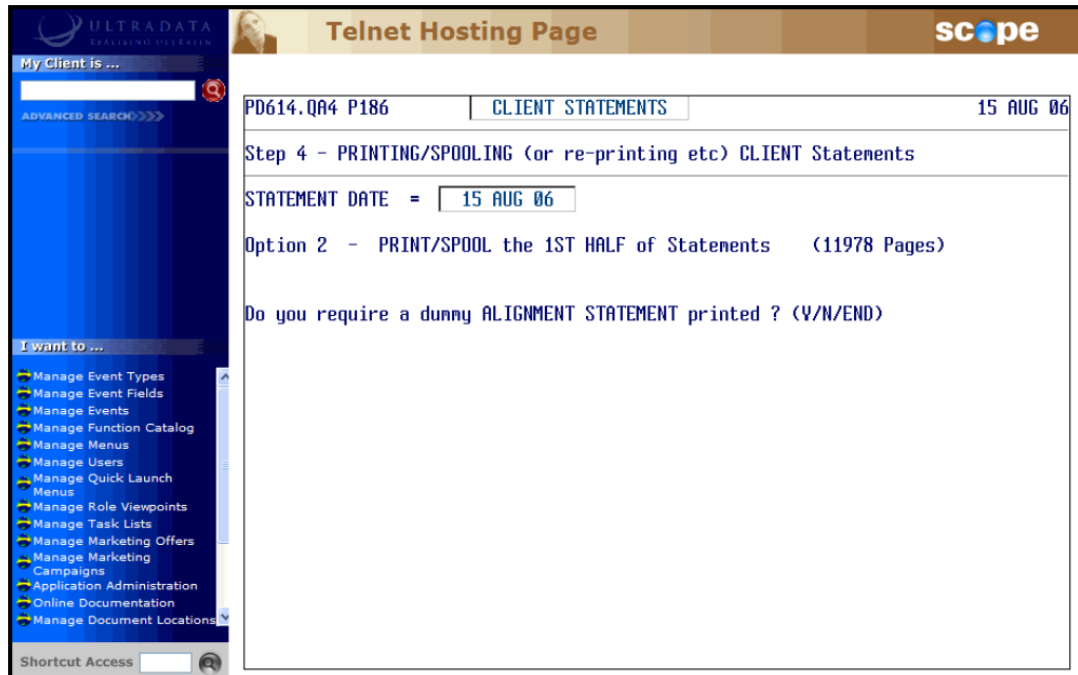 ULTRADATA
Telnet Hosting Page
scope
My Client is ...
ADVANCED SEARCH
PD614.QA4 P186 CLIENT STATEMENTS 15 AUG 06
Step 4 - PRINTING/SPOOLING (or re-printing etc) CLIENT Statements
STATEMENT DATE = 15 AUG 06
Option 2 - PRINT/SPOOL the 1ST HALF of Statements (11978 Pages)
Do you require a dummy ALIGNMENT STATEMENT printed ? (Y/N/END)
I want to ...
Manage Event Types
Manage Event Fields
Manage Events
Manage Function Catalog
Manage Menus
Manage Users
Manage Quick Launch
Menus
Manage Role Viewpoints
Manage Task Lists
Manage Marketing Offers
Manage Marketing
Campaigns
Application Administration
Online Documentation
Manage Document Locations
Shortcut Access